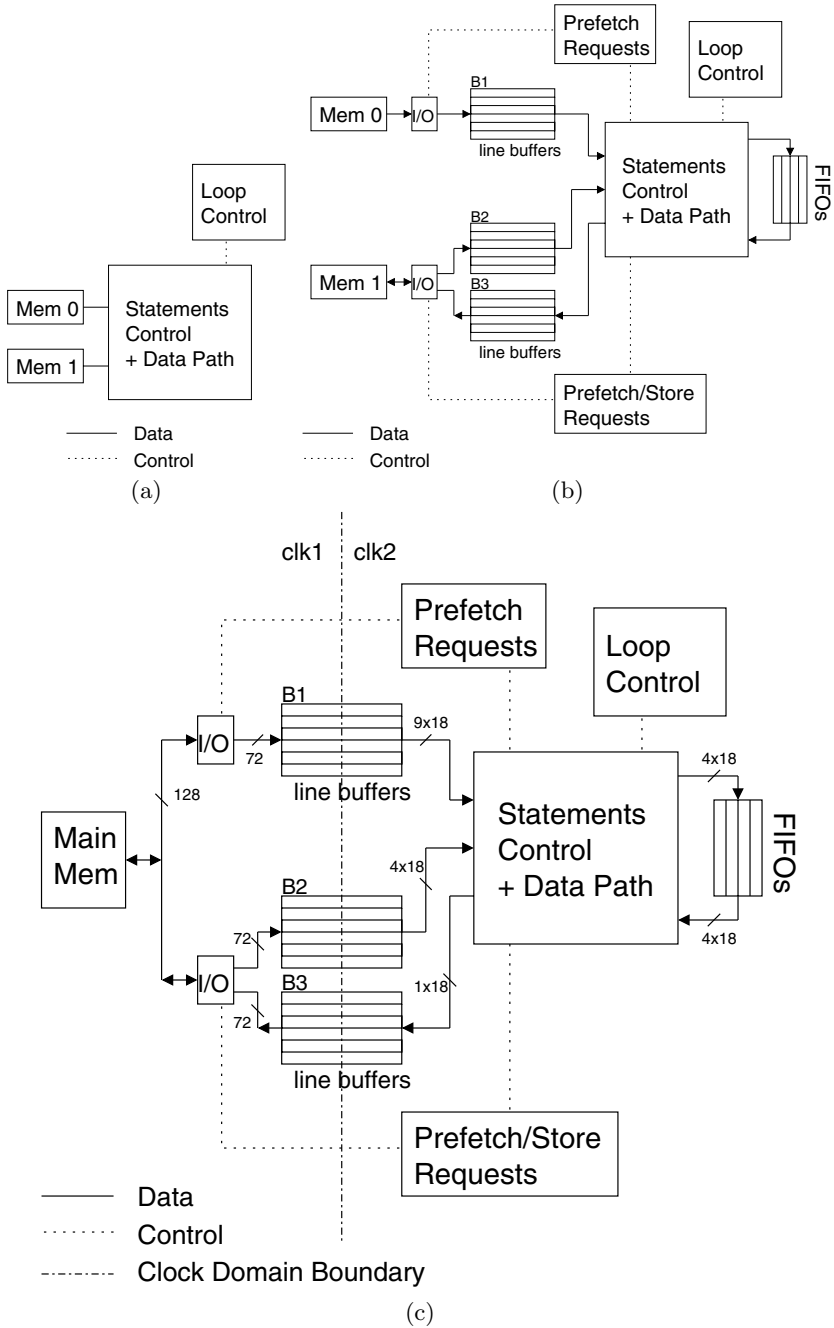 Loop
Control
Mem 0
Mem 1
Statements
Control
+ Data Path
Data
Control
(a)
Prefetch
Requests
Loop
Control
B1
Mem 0
I/O
line buffers
Statements
Control
+ Data Path
FIFOs
B2
Mem 1
I/O
B3
line buffers
Prefetch/Store
Requests
Data
Control
(b)
clk1
clk2
Prefetch
Requests
Loop
Control
B1
I/O
72
9x18
line buffers
128
Main
Mem
Statements
Control
+ Data Path
4x18
FIFOs
4x18
B2
4x18
72
I/O
B3
72
1x18
line buffers
Prefetch/Store
Requests
Data
Control
Clock Domain Boundary
(c)